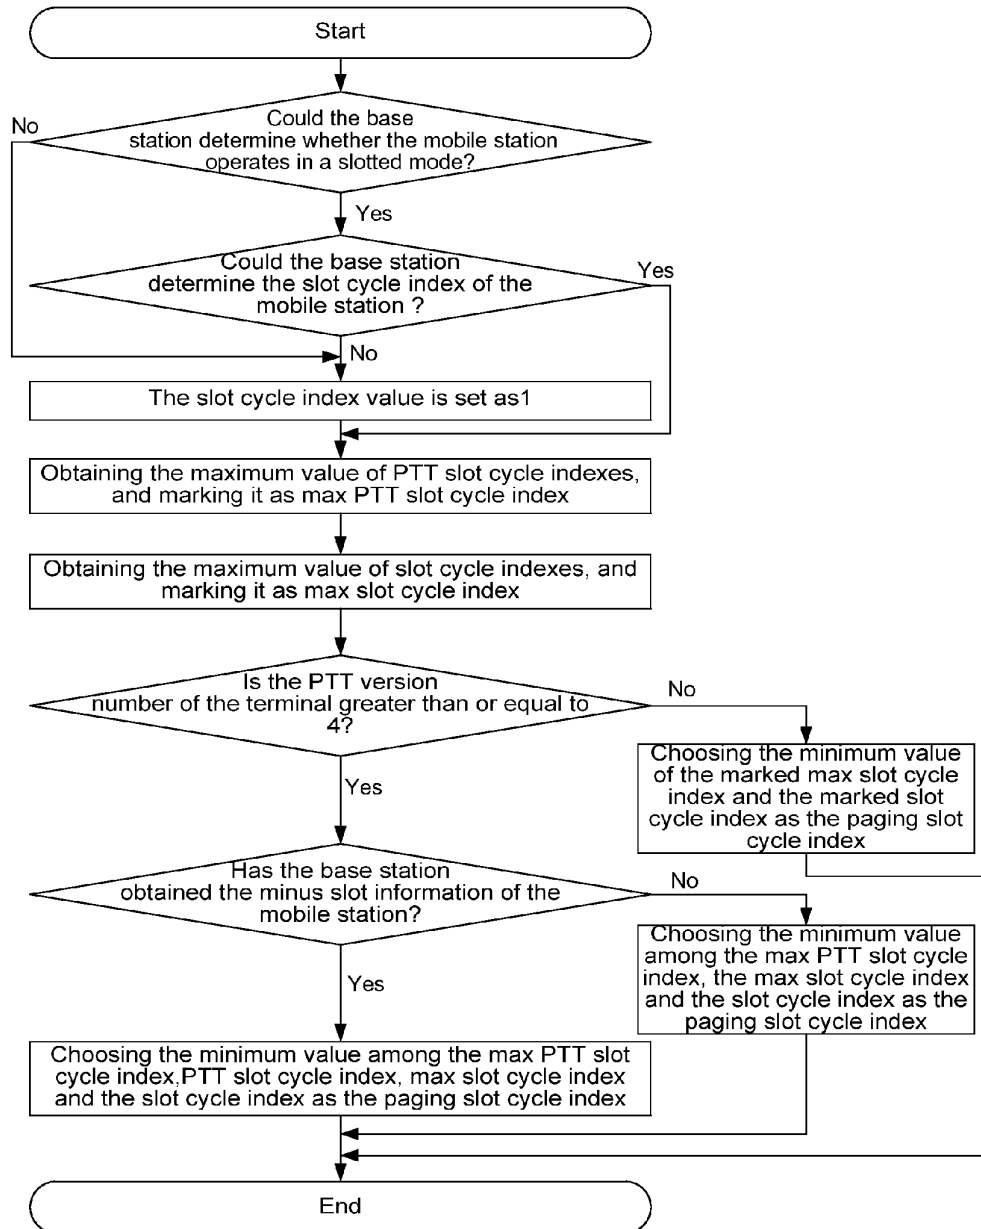 Start
Could the base
station determine whether the mobile station
operates in a slotted mode?
No
Yes
Could the base station
determine the slot cycle index of the
mobile station ?
Yes
No
The slot cycle index value is set as1
Obtaining the maximum value of PTT slot cycle indexes,
and marking it as max PTT slot cycle index
Obtaining the maximum value of slot cycle indexes, and
marking it as max slot cycle index
Is the PTT version
number of the terminal greater than or equal to
4?
No
Yes
Choosing the minimum value
of the marked max slot cycle
index and the marked slot
cycle index as the paging slot
cycle index
Has the base station
obtained the minus slot information of the
mobile station?
No
Yes
Choosing the minimum value
among the max PTT slot cycle
index, the max slot cycle index
and the slot cycle index as the
paging slot cycle index
Choosing the minimum value among the max PTT slot
cycle index,PTT slot cycle index, max slot cycle index
and the slot cycle index as the paging slot cycle index
End